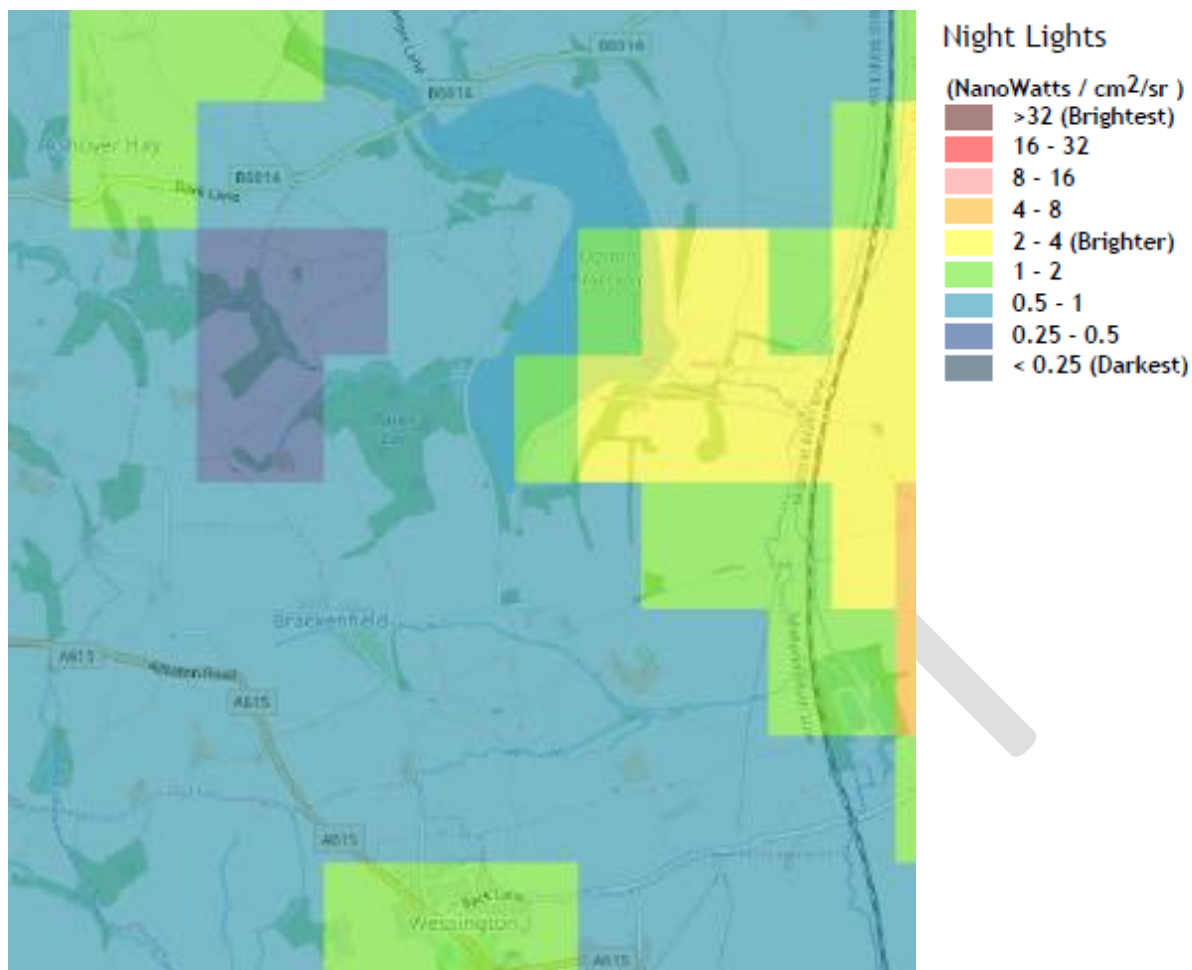 Night Lights
(NanoWatts / cm2/sr )
>32 (Brightest)
16 - 32
8 - 16
4 - 8
2 - 4 (Brighter)
1 - 2
0.5 - 1
0.25 - 0.5
< 0.25 (Darkest)
B6014
B6014
B6014
Lane
Brackenfield
A615
A615
A615
Wessington
A615